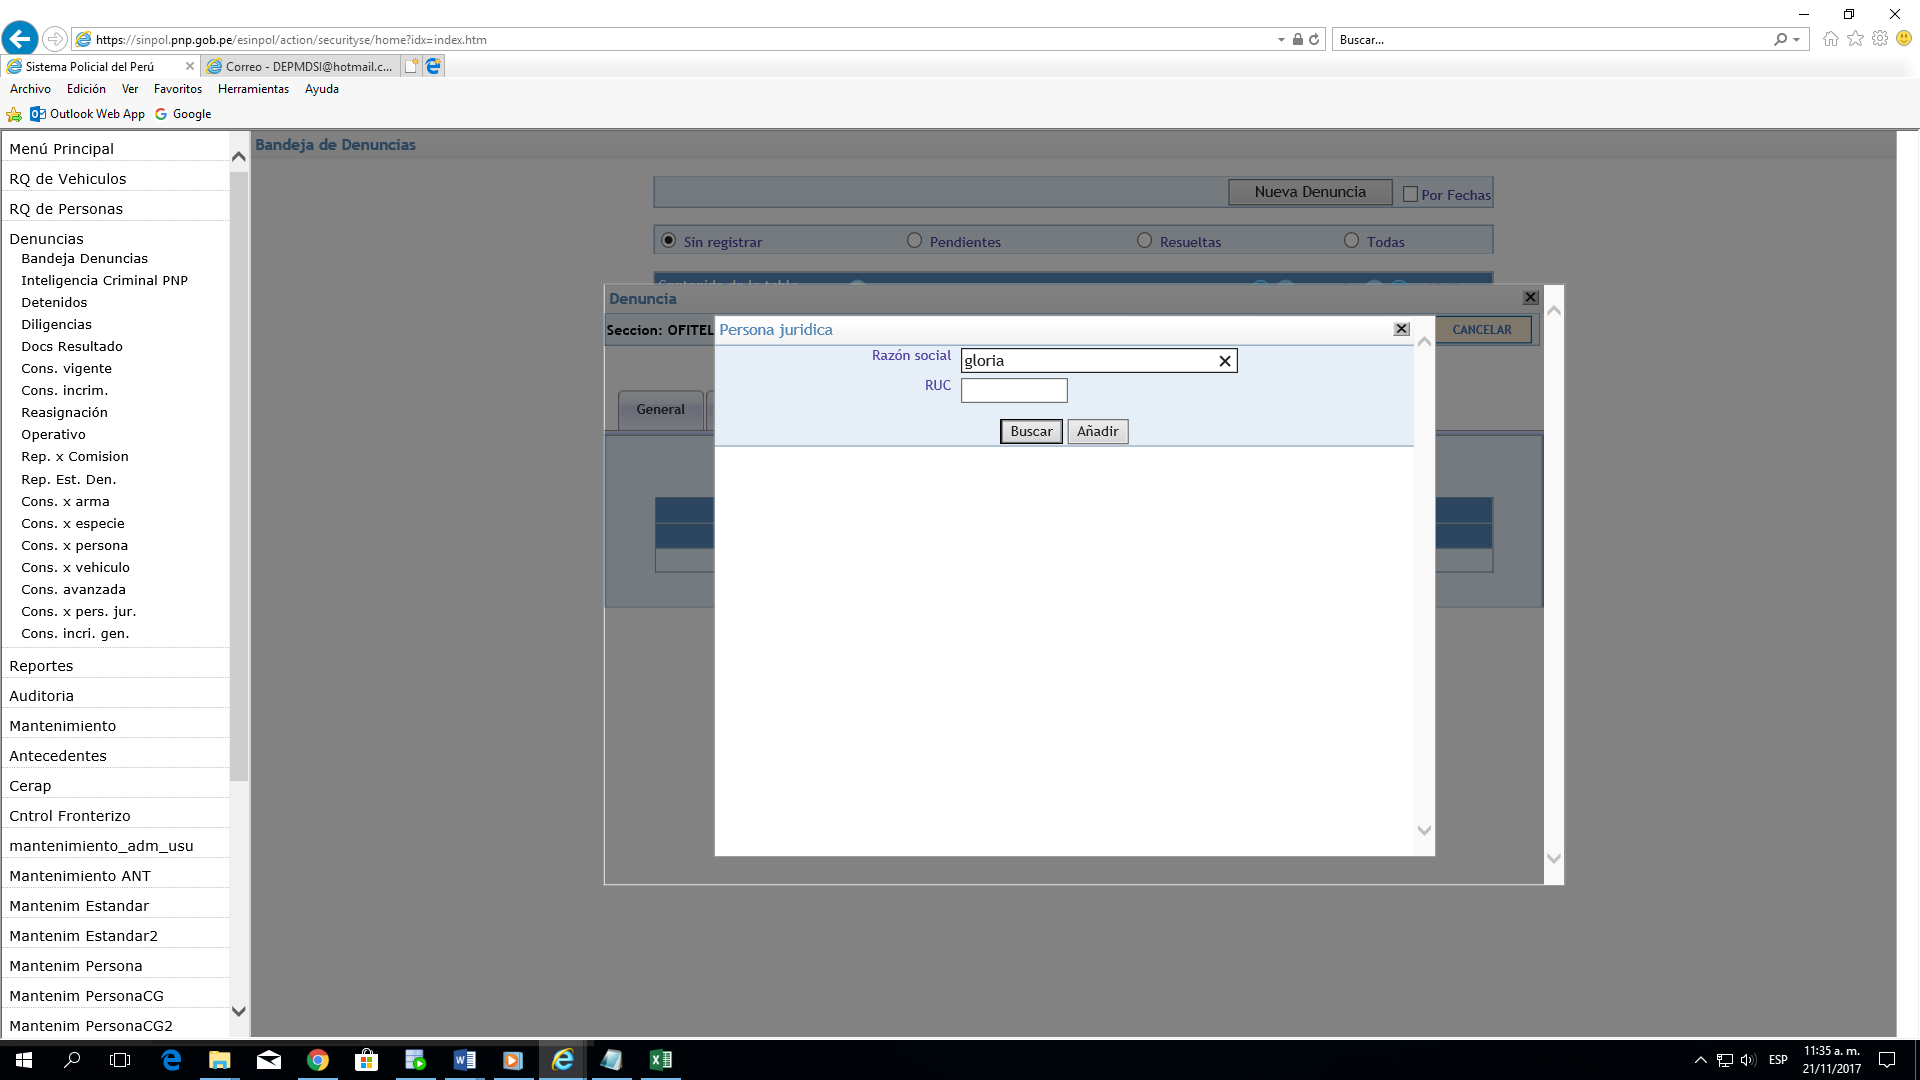 https://sinpol.pnp.gob.pe/esinpol/action/securityse/home?idx=index.htm
Buscar...
Sistema Policial del Perú
Correo - DEPMDSI@hotmail.c...
Archivo Edición Ver Favoritos Herramientas Ayuda
Outlook Web App Google
Menú Principal
RQ de Vehiculos
RQ de Personas
Denuncias
Bandeja Denuncias
Inteligencia Criminal PNP
Detenidos
Diligencias
Docs Resultado
Cons. vigente
Cons. incrim.
Reasignación
Operativo
Rep. x Comision
Rep. Est. Den.
Cons. x arma
Cons. x especie
Cons. x persona
Cons. x vehiculo
Cons. avanzada
Cons. x pers. jur.
Cons. incri. gen.
Reportes
Auditoria
Mantenimiento
Antecedentes
Cerap
Cntrol Fronterizo
mantenimiento_adm_usu
Mantenimiento ANT
Mantenim Estandar
Mantenim Estandar2
Mantenim Persona
Mantenim PersonaCG
Mantenim PersonaCG2
Bandeja de Denuncias
Nueva Denuncia Por Fechas
Sin registrar Pendientes Resueltas Todas
Contenido de la tabla
Denuncia
Seccion: OFITEL
CANCELAR
General
Persona juridica
Razón social gloria
RUC
Buscar Añadir
ESP
11:35 a. m.
21/11/2017